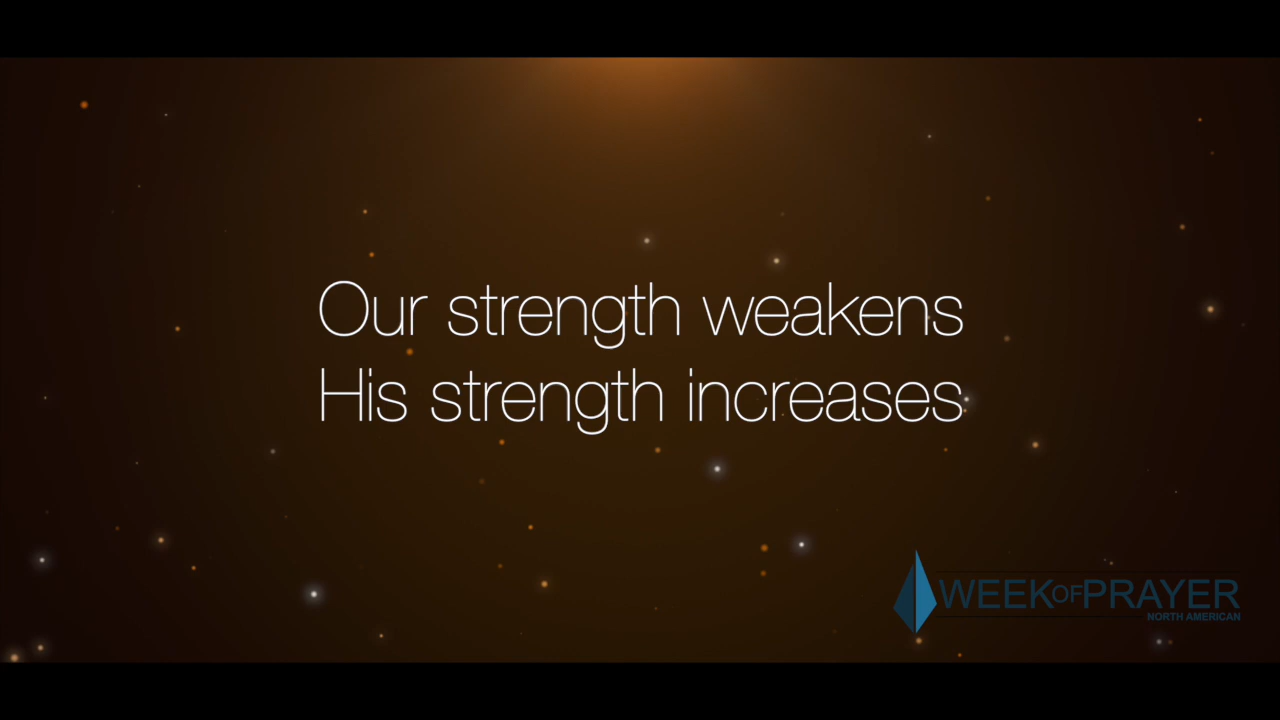 Our strength weakens
His strength increases
WEEK OF PRAYER
NORTH AMERICAN